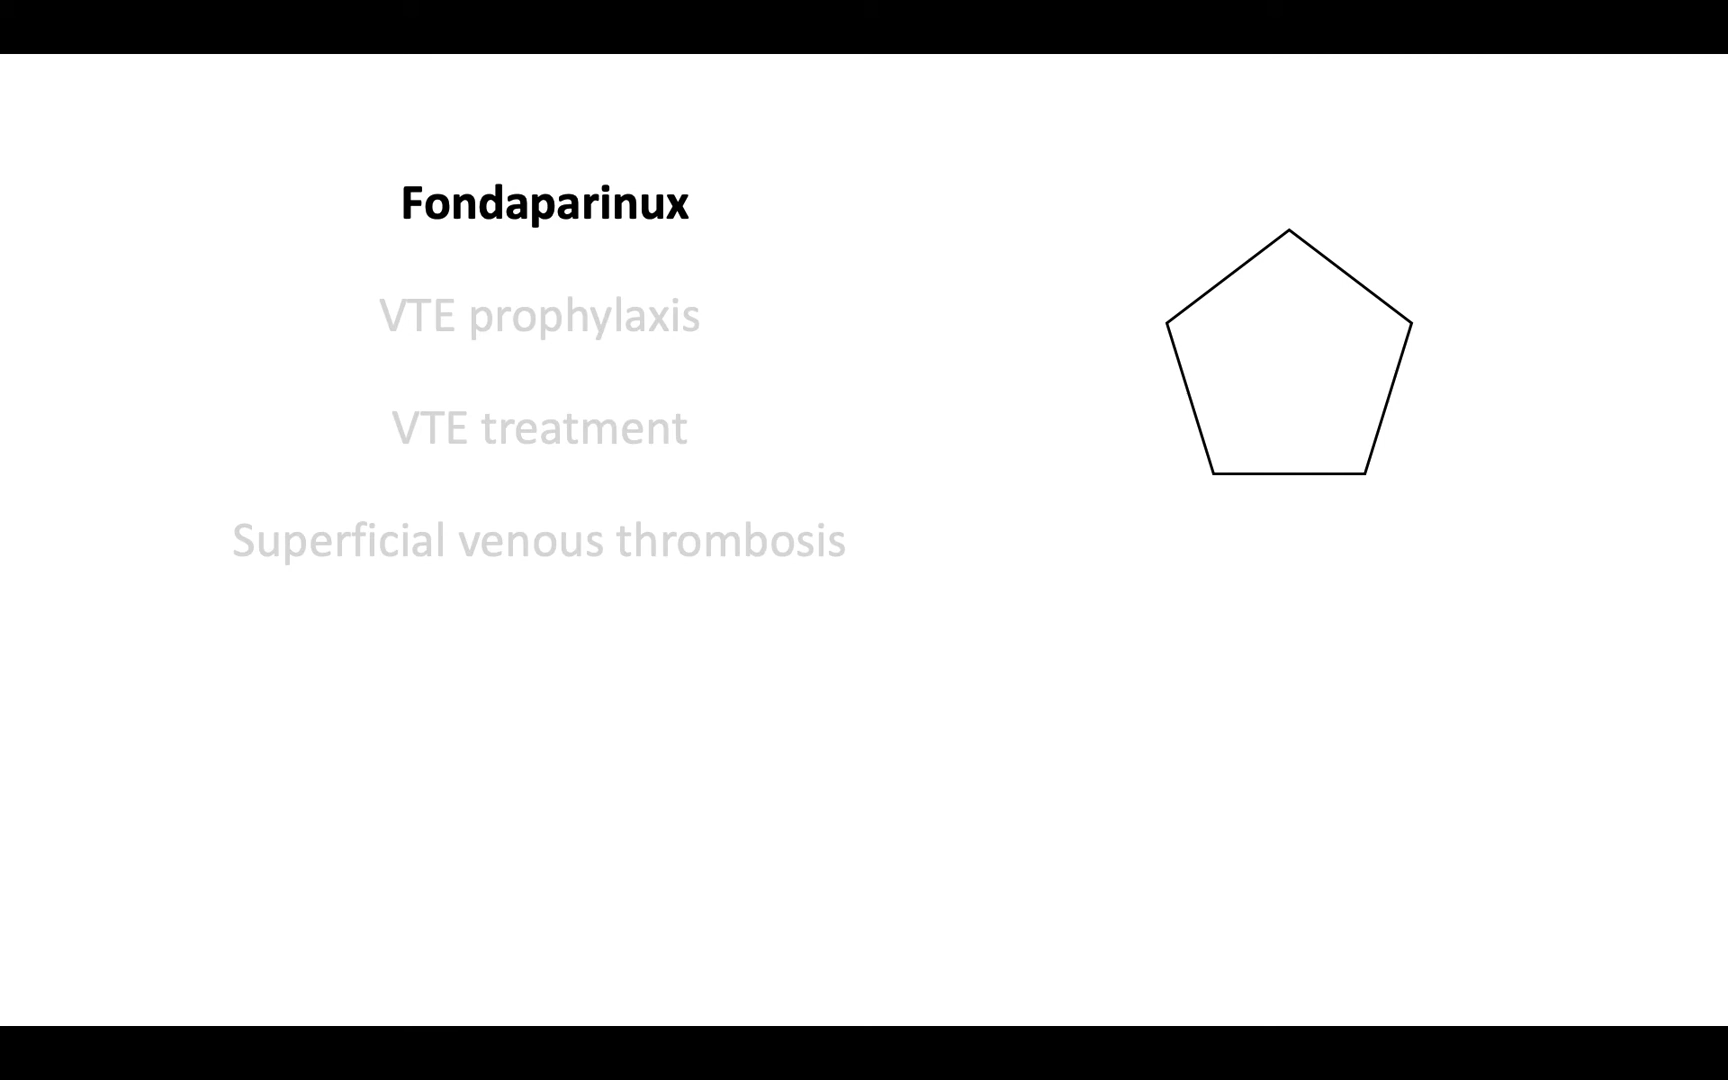 Fondaparinux
VTE prophylaxis
VTE treatment
Superficial venous thrombosis